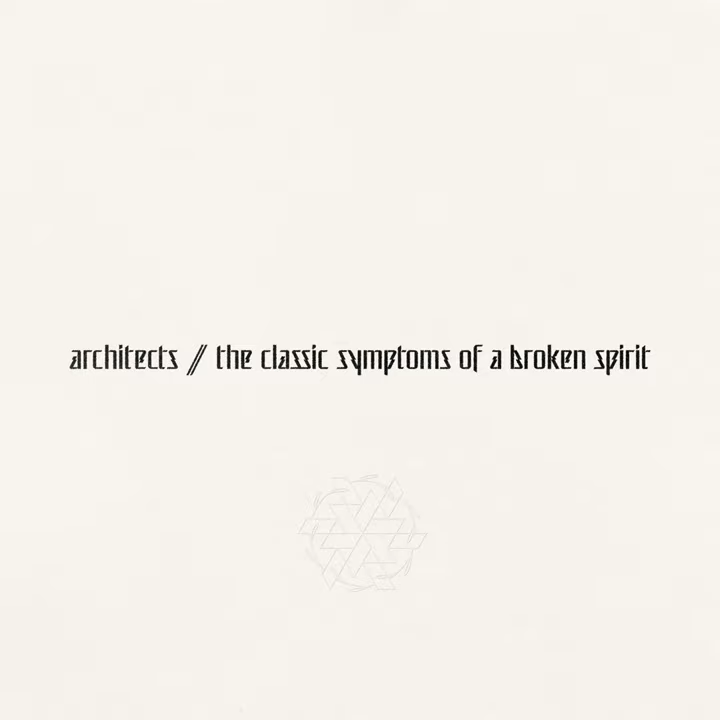 architects // the classic symptoms of a broken spirit